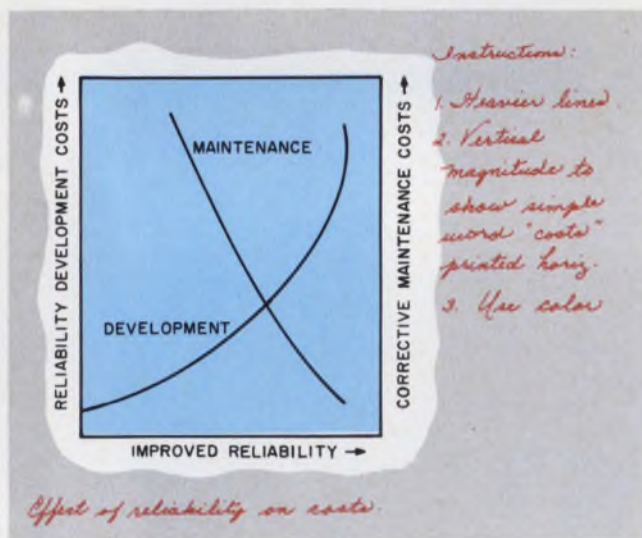 RELIABILITY DEVELOPMENT COSTS →
MAINTENANCE
DEVELOPMENT
CORRECTIVE MAINTENANCE COSTS →
IMPROVED RELIABILITY →
Instructions:
1. Heavier lines
2. Vertical
magnitude to
show simple
word "costs"
printed horiz.
3. Use color
Effect of reliability on costs.